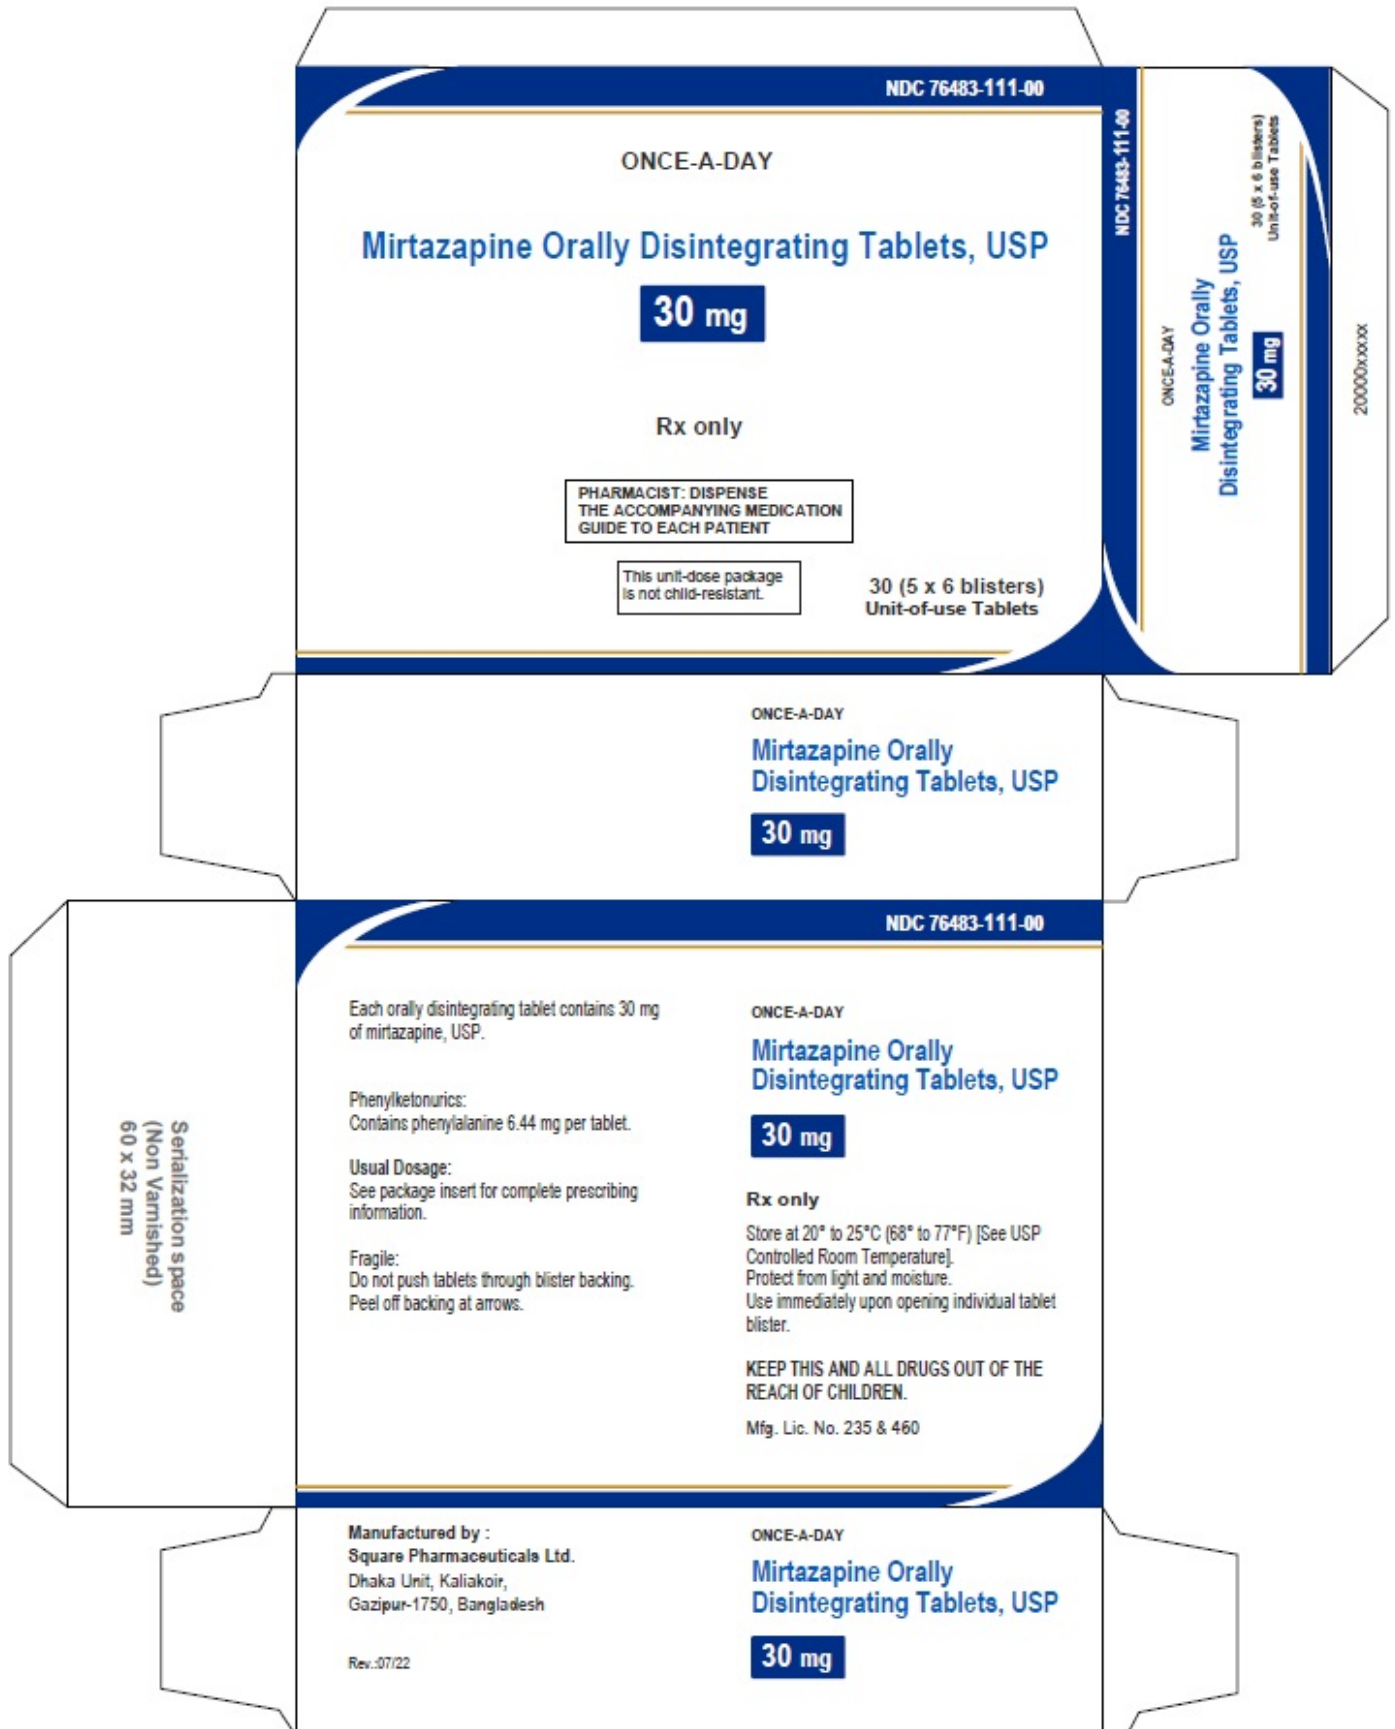 NDC 76483-111-00
ONCE-A-DAY
Mirtazapine Orally Disintegrating Tablets, USP
30 mg
Rx only
PHARMACIST: DISPENSE
THE ACCOMPANYING MEDICATION
GUIDE TO EACH PATIENT
This unit-dose package
is not child-resistant.
30 (5 x 6 blisters)
Unit-of-use Tablets
NDC 76483-111-00
ONCE-A-DAY
Mirtazapine Orally
Disintegrating Tablets, USP
30 mg
30 (5 x 6 blisters)
Unit-of-use Tablets
20000xxxxx
ONCE-A-DAY
Mirtazapine Orally
Disintegrating Tablets, USP
30 mg
Serialization space
(Non Varnished)
60 x 32 mm
NDC 76483-111-00
Each orally disintegrating tablet contains 30 mg
of mirtazapine, USP.
Phenylketonurics:
Contains phenylalanine 6.44 mg per tablet.
Usual Dosage:
See package insert for complete prescribing
information.
Fragile:
Do not push tablets through blister backing.
Peel off backing at arrows.
ONCE-A-DAY
Mirtazapine Orally
Disintegrating Tablets, USP
30 mg
Rx only
Store at 20° to 25°C (68° to 77°F) [See USP
Controlled Room Temperature].
Protect from light and moisture.
Use immediately upon opening individual tablet
blister.
KEEP THIS AND ALL DRUGS OUT OF THE
REACH OF CHILDREN.
Mfg. Lic. No. 235 & 460
Manufactured by :
Square Pharmaceuticals Ltd.
Dhaka Unit, Kaliakoir,
Gazipur-1750, Bangladesh
Rev.:07/22
ONCE-A-DAY
Mirtazapine Orally
Disintegrating Tablets, USP
30 mg